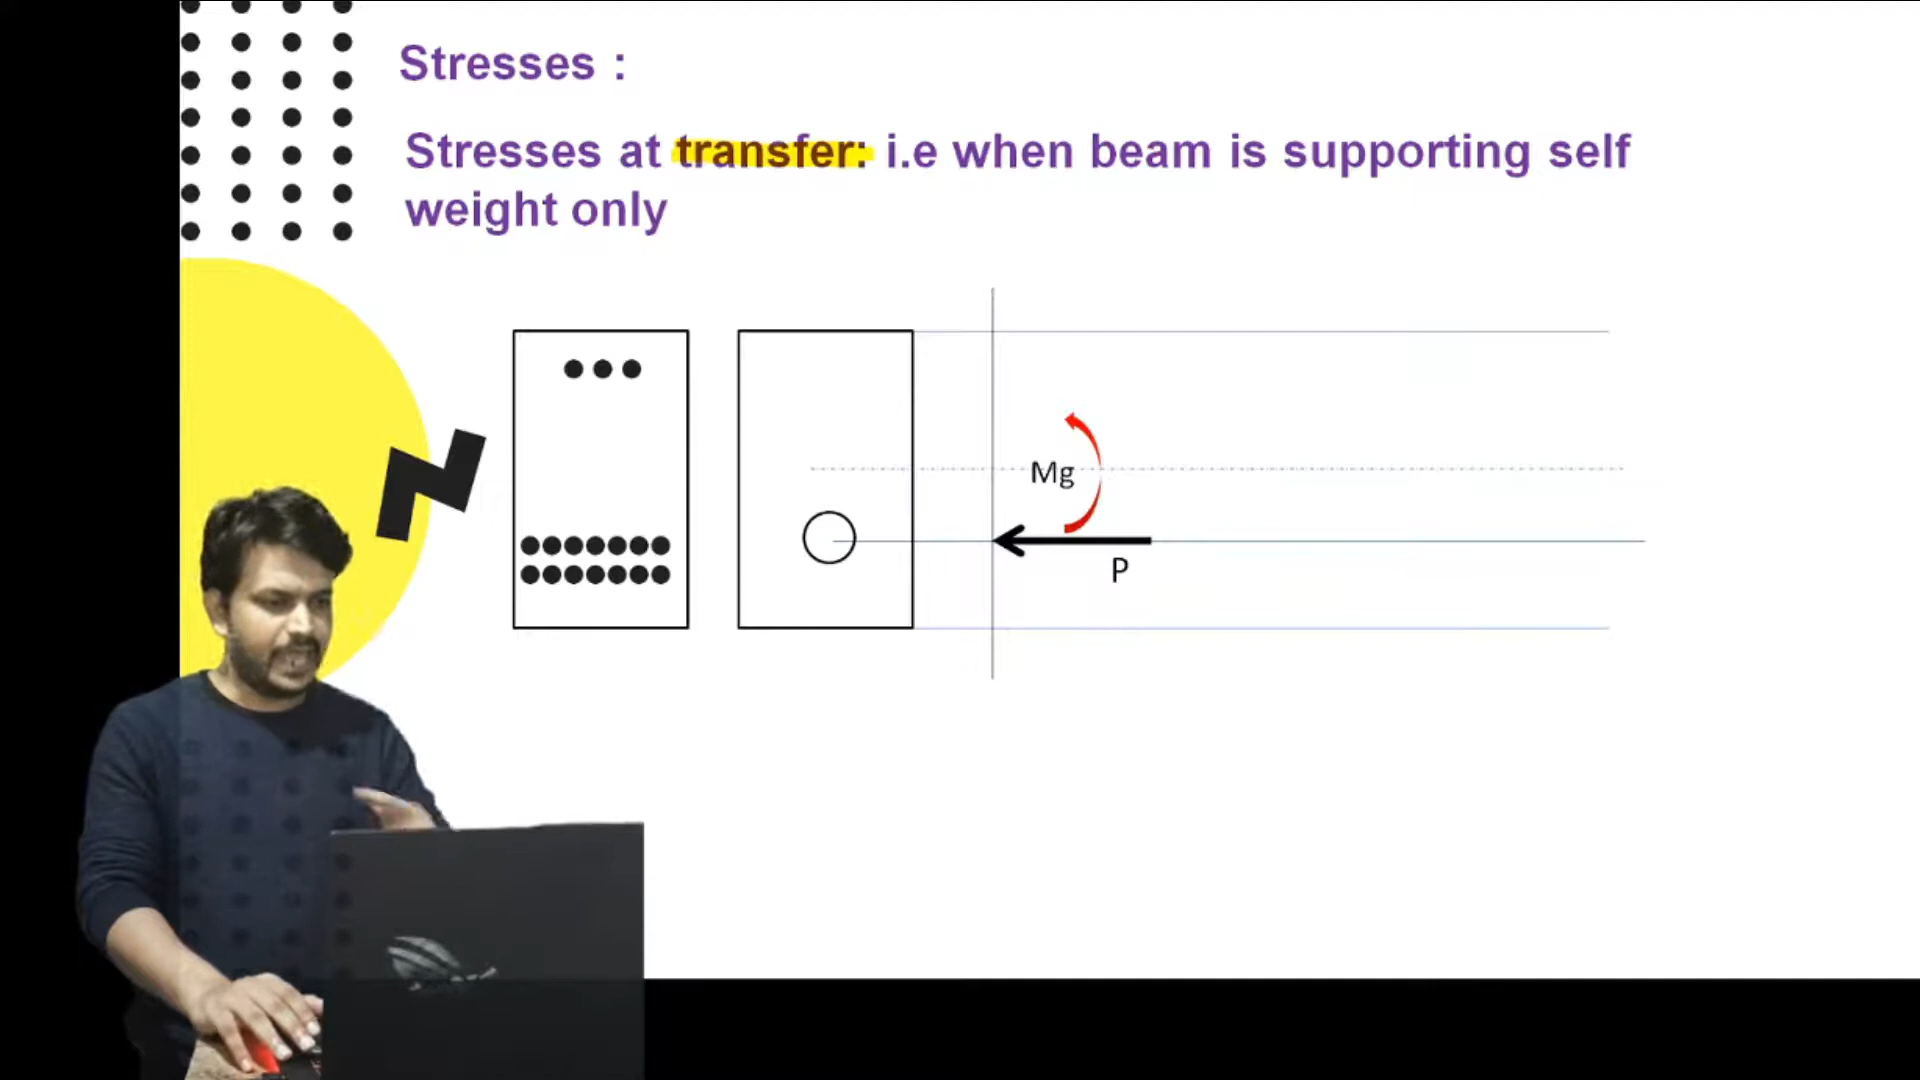 Stresses :
Stresses at transfer: i.e when beam is supporting self
weight only
Mg
P